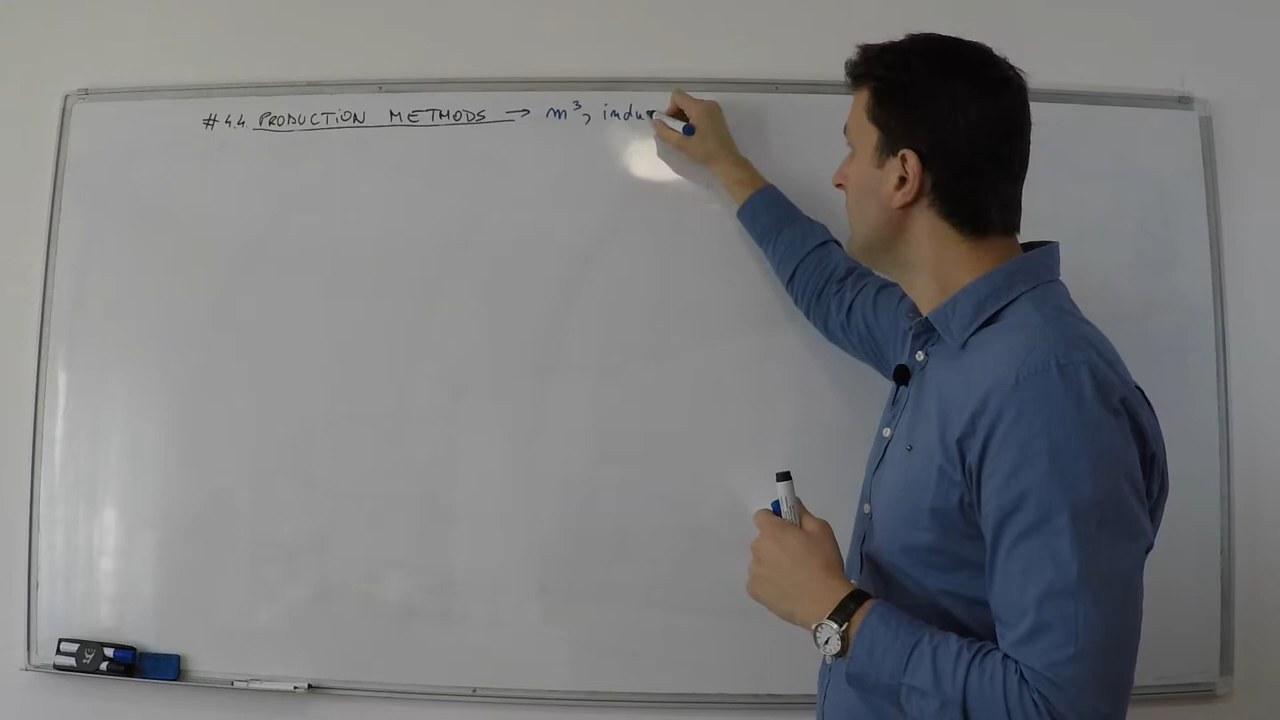 # 4.4. PRODUCTION METHODS → m³, indu